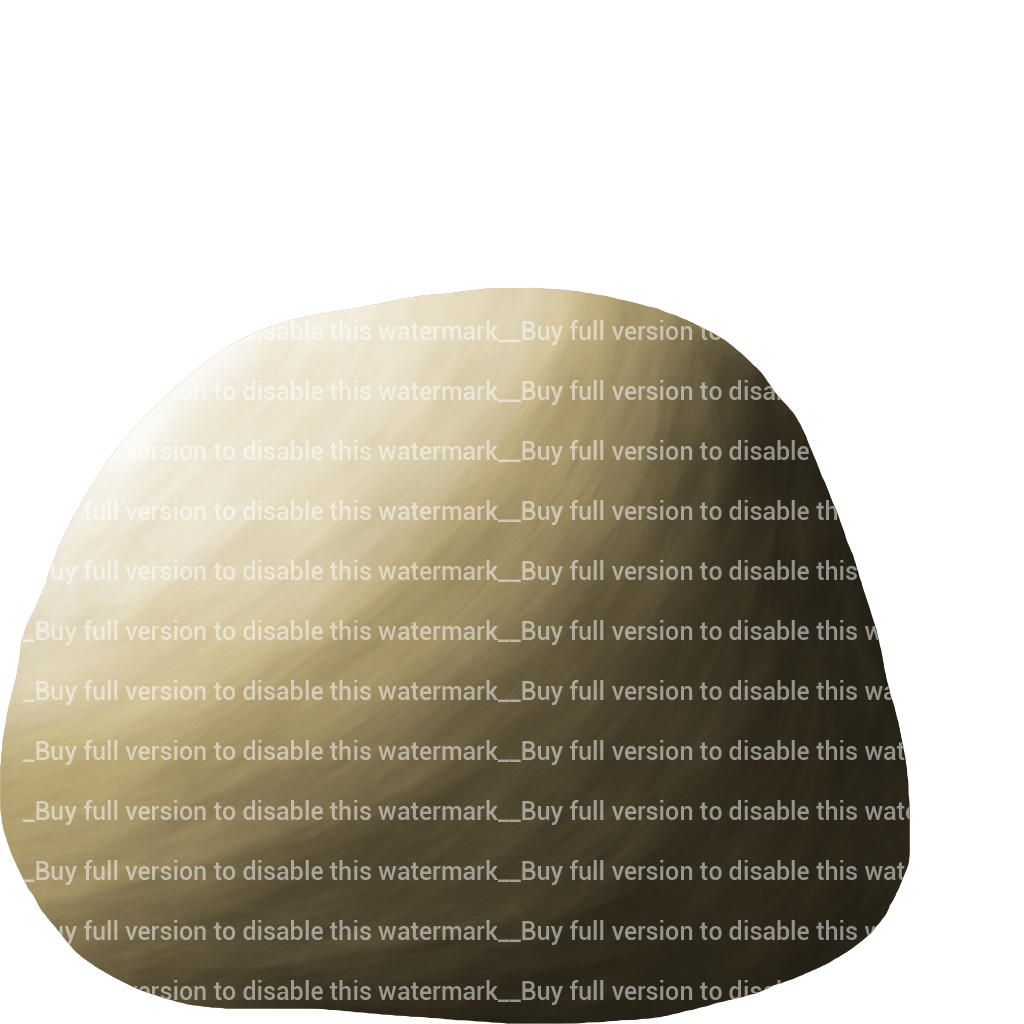 sable this watermark__Buy full version to
on to disable this watermark__Buy full version to disa
version to disable this watermark__Buy full version to disable
full version to disable this watermark__Buy full version to disable th
uy full version to disable this watermark__Buy full version to disable this
_Buy full version to disable this watermark__Buy full version to disable this w
_Buy full version to disable this watermark__Buy full version to disable this wa
_Buy full version to disable this watermark__Buy full version to disable this wat
_Buy full version to disable this watermark__Buy full version to disable this wate
_Buy full version to disable this watermark__Buy full version to disable this wat
uy full version to disable this watermark__Buy full version to disable this w
version to disable this watermark__Buy full version to disa